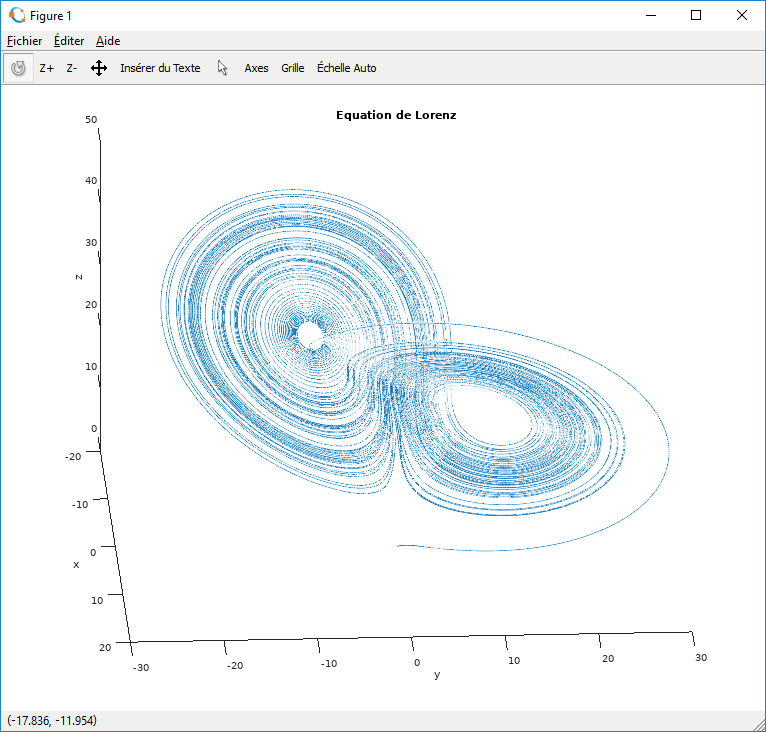 Figure 1
Fichier Éditer Aide
Z+ Z- Insérer du Texte Axes Grille Échelle Auto
Equation de Lorenz
50
40
30
z
20
10
0
-20
-10
0
x
10
20
-30 -20 -10 0 10 20 30
y
(-17.836, -11.954)